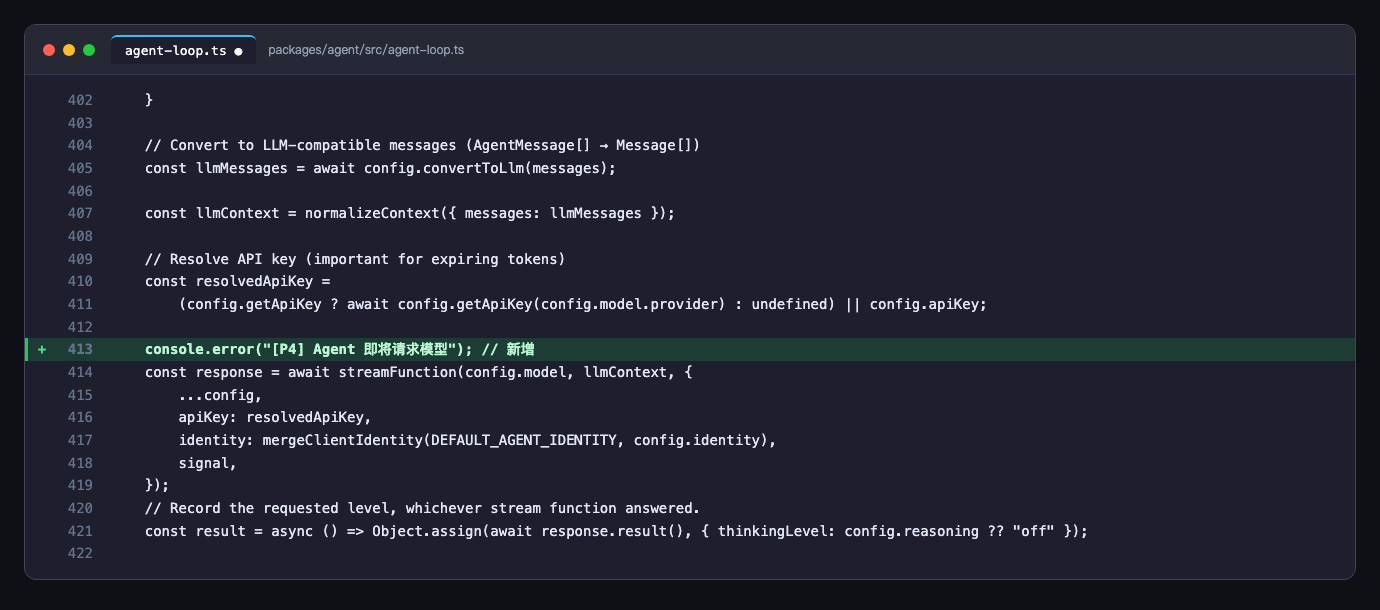 agent-loop.ts ●
packages/agent/src/agent-loop.ts
402 }
403
404 // Convert to LLM-compatible messages (AgentMessage[] → Message[])
405 const llmMessages = await config.convertToLlm(messages);
406
407 const llmContext = normalizeContext({ messages: llmMessages });
408
409 // Resolve API key (important for expiring tokens)
410 const resolvedApiKey =
411 (config.getApiKey ? await config.getApiKey(config.model.provider) : undefined) || config.apiKey;
412
+ 413 console.error("[P4] Agent 即将请求模型"); // 新增
414 const response = await streamFunction(config.model, llmContext, {
415 ...config,
416 apiKey: resolvedApiKey,
417 identity: mergeClientIdentity(DEFAULT_AGENT_IDENTITY, config.identity),
418 signal,
419 });
420 // Record the requested level, whichever stream function answered.
421 const result = async () => Object.assign(await response.result(), { thinkingLevel: config.reasoning ?? "off" });
422